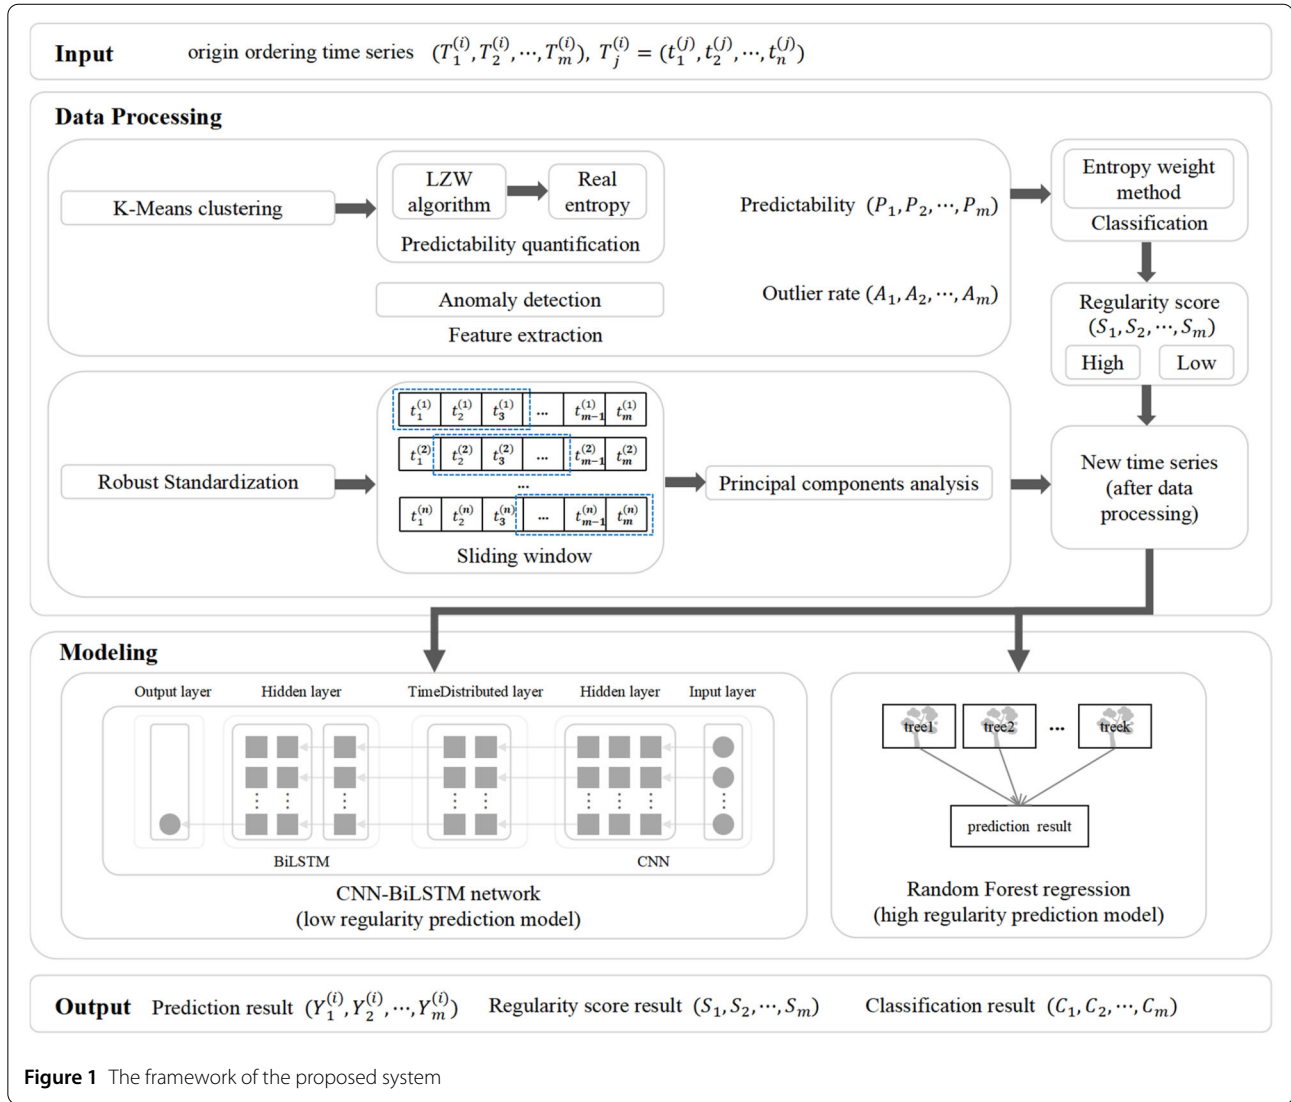 Input origin ordering time series (T_1^{(i)}, T_2^{(i)}, ⋯, T_m^{(i)}), T_j^{(i)} = (t_1^{(j)}, t_2^{(j)}, ⋯, t_n^{(j)})
Data Processing
K-Means clustering
LZW
algorithm
Real
entropy
Predictability quantification
Anomaly detection
Feature extraction
Predictability (P_1, P_2, ⋯, P_m)
Outlier rate (A_1, A_2, ⋯, A_m)
Entropy weight
method
Classification
Regularity score
(S_1, S_2, ⋯, S_m)
High Low
Robust Standardization
t_1^{(1)} t_2^{(1)} t_3^{(1)} ... t_{m-1}^{(1)} t_m^{(1)}
t_1^{(2)} t_2^{(2)} t_3^{(2)} ... t_{m-1}^{(2)} t_m^{(2)}
...
t_1^{(n)} t_2^{(n)} t_3^{(n)} ... t_{m-1}^{(n)} t_m^{(n)}
Sliding window
Principal components analysis
New time series
(after data
processing)
Modeling
Output layer Hidden layer TimeDistributed layer Hidden layer Input layer
BiLSTM CNN
CNN-BiLSTM network
(low regularity prediction model)
tree1 tree2 ... treek
prediction result
Random Forest regression
(high regularity prediction model)
Output Prediction result (Y_1^{(i)}, Y_2^{(i)}, ⋯, Y_m^{(i)}) Regularity score result (S_1, S_2, ⋯, S_m) Classification result (C_1, C_2, ⋯, C_m)
Figure 1 The framework of the proposed system